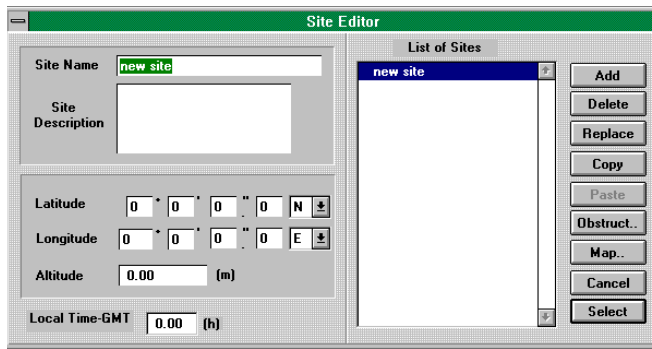 Site Editor
Site Name new site
Site
Description
Latitude 0 ° 0 ' 0 . " 0 N
Longitude 0 ° 0 ' 0 . " 0 E
Altitude 0.00 (m)
Local Time-GMT 0.00 (h)
List of Sites
new site
Add
Delete
Replace
Copy
Paste
Obstruct..
Map..
Cancel
Select